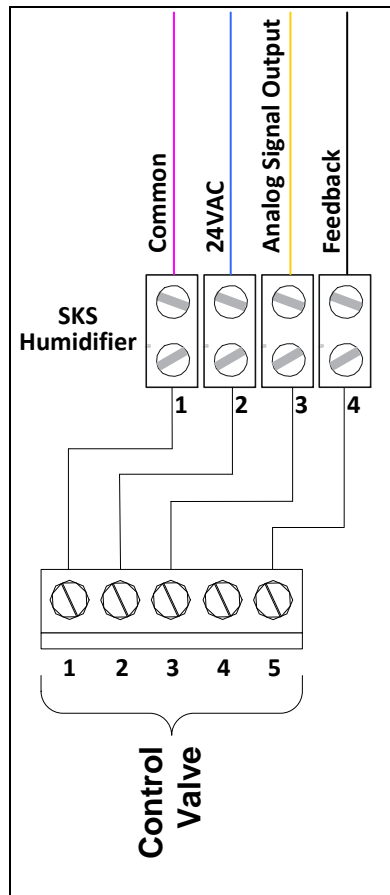 Common
24VAC
Analog Signal Output
Feedback
SKS
Humidifier
1
2
3
4
1
2
3
4
5
Control
Valve